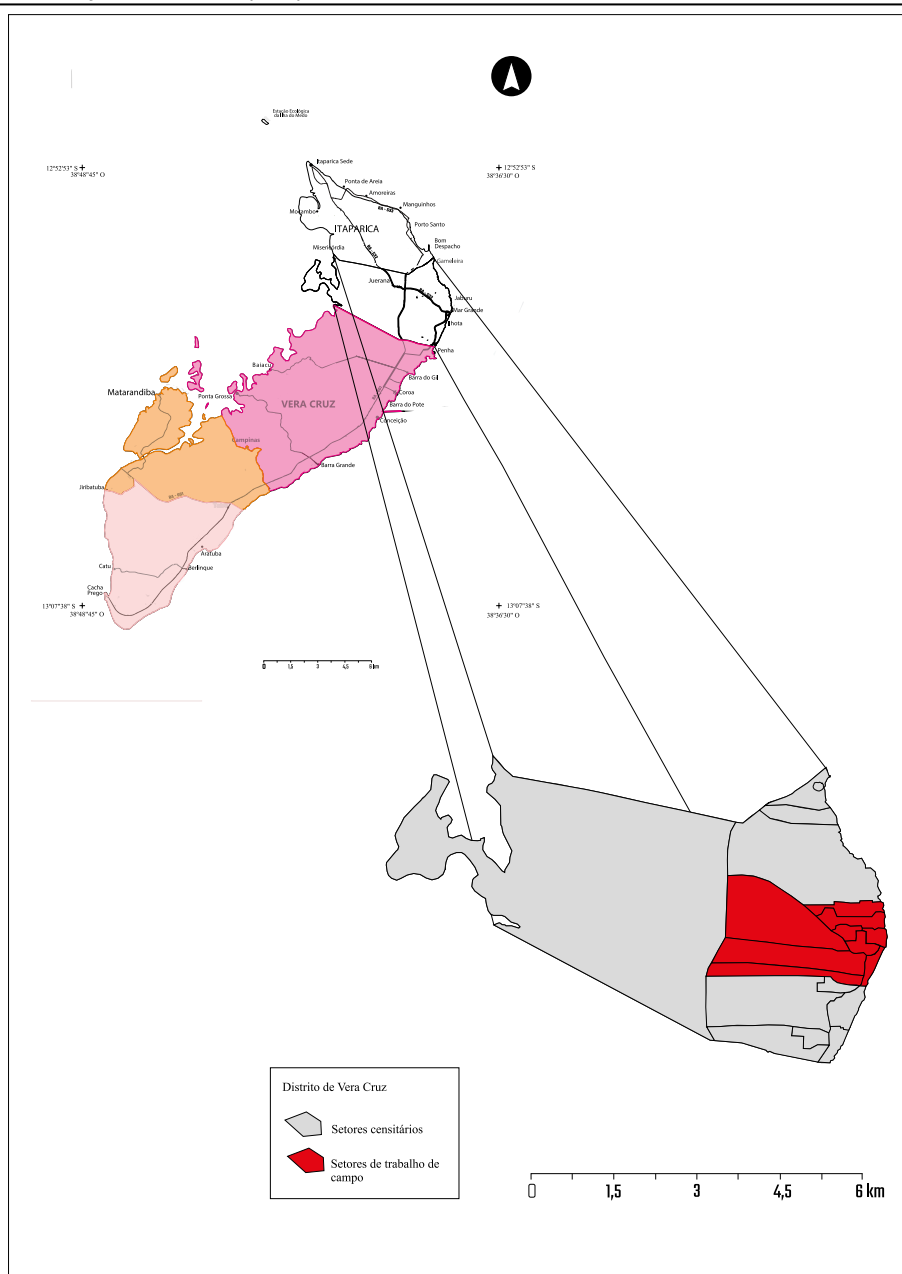 Estação Ecológica
da Ilha do Medo
12°52'53" S
38°48'45" O
12°52'53" S
38°36'30" O
Itaparica Sede
Ponta de Areia
Amoreiras
Manguinhos
Mocambo
Porto Santo
ITAPARICA
Misericórdia
Bom
Despacho
Gameleira
Juerana
Jaburu
Mar Grande
Ilhota
Penha
Baiacu
Barra do Gil
Matarandiba
Ponta Grossa
Coroa
VERA CRUZ
Barra do Pote
Conceição
Campinas
Barra Grande
Jiribatuba
BA - 001
Aratuba
Catu
Berlinque
Cacha
Prego
13°07'38" S
38°48'45" O
13°07'38" S
38°36'30" O
0 1,5 3 4,5 6 km
Distrito de Vera Cruz
Setores censitários
Setores de trabalho de
campo
0 1,5 3 4,5 6 km